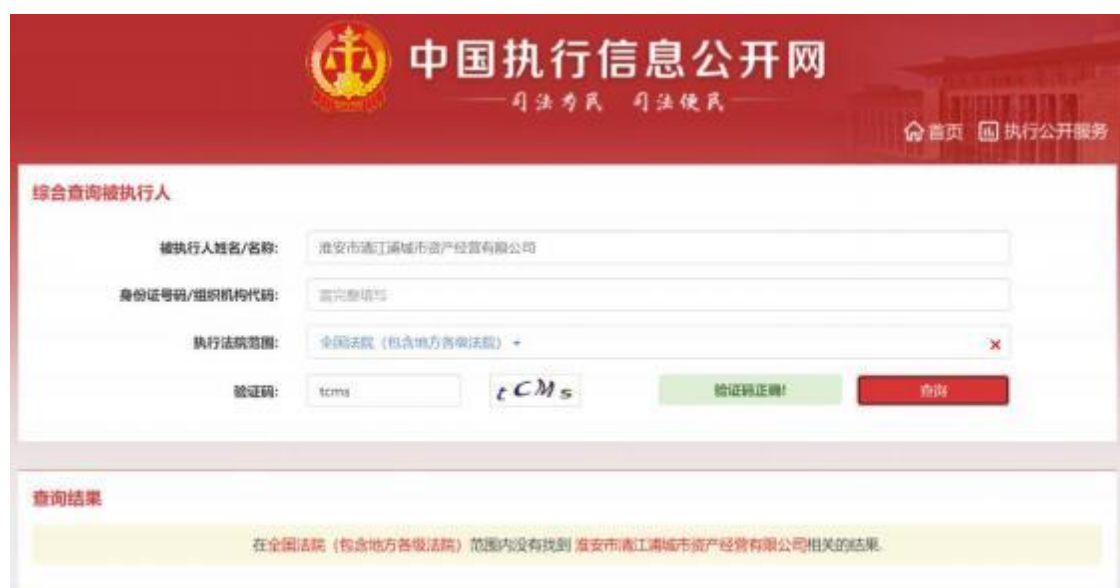 中国执行信息公开网
司法为民 司法便民
首页 执行公开服务
综合查询被执行人
被执行人姓名/名称: 淮安市清江浦城市资产经营有限公司
身份证号码/组织机构代码: 需完整填写
执行法院范围: 全国法院（包含地方各级法院）
验证码: tcms tCMs 验证码正确! 查询
查询结果
在全国法院（包含地方各级法院）范围内没有找到 淮安市清江浦城市资产经营有限公司相关的结果.